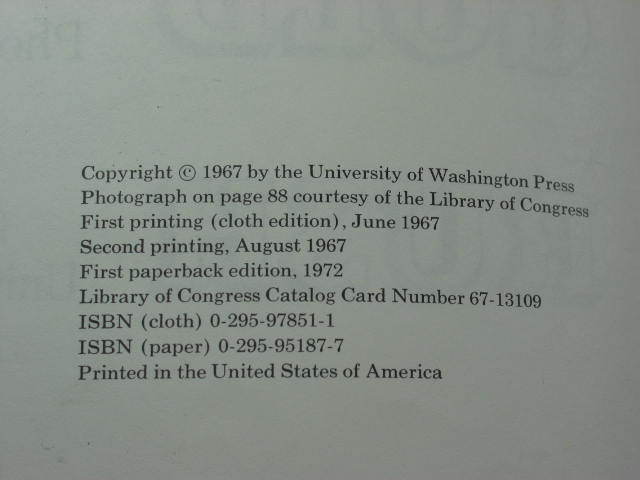 Copyright © 1967 by the University of Washington Press
Photograph on page 88 courtesy of the Library of Congress
First printing (cloth edition), June 1967
Second printing, August 1967
First paperback edition, 1972
Library of Congress Catalog Card Number 67-13109
ISBN (cloth) 0-295-97851-1
ISBN (paper) 0-295-95187-7
Printed in the United States of America